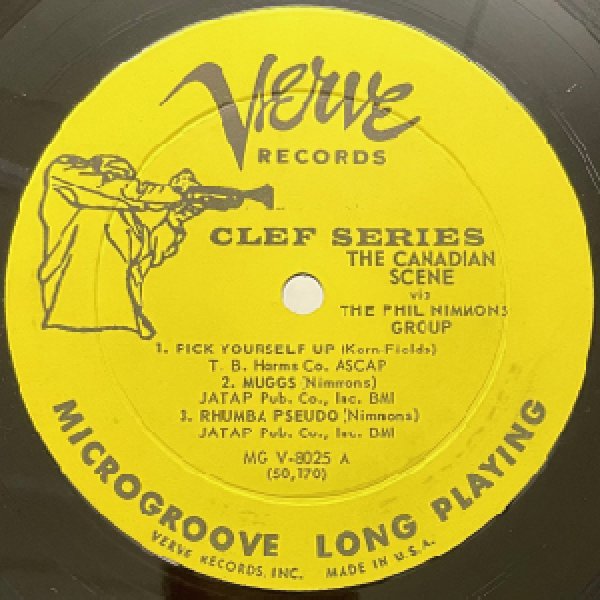 Verve
RECORDS
CLEF SERIES
THE CANADIAN
SCENE
via
THE PHIL NIMMONS
GROUP
1. PICK YOURSELF UP (Kern-Fields)
T. B. Harms Co. ASCAP
2. MUGGS (Nimmons)
JATAP Pub. Co., Inc. BMI
3. RHUMBA PSEUDO (Nimmons)
JATAP Pub. Co., Inc. BMI
MG V-8025 A
(50,170)
MICROGROOVE LONG PLAYING
VERVE RECORDS, INC. MADE IN U.S.A.